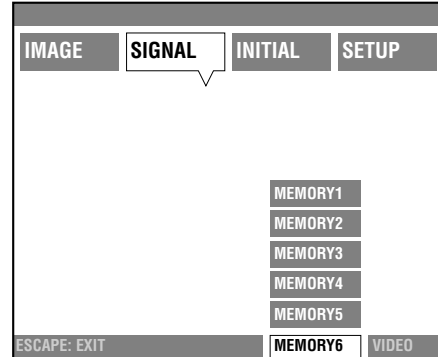 IMAGE SIGNAL INITIAL SETUP
MEMORY1
MEMORY2
MEMORY3
MEMORY4
MEMORY5
ESCAPE: EXIT MEMORY6 VIDEO